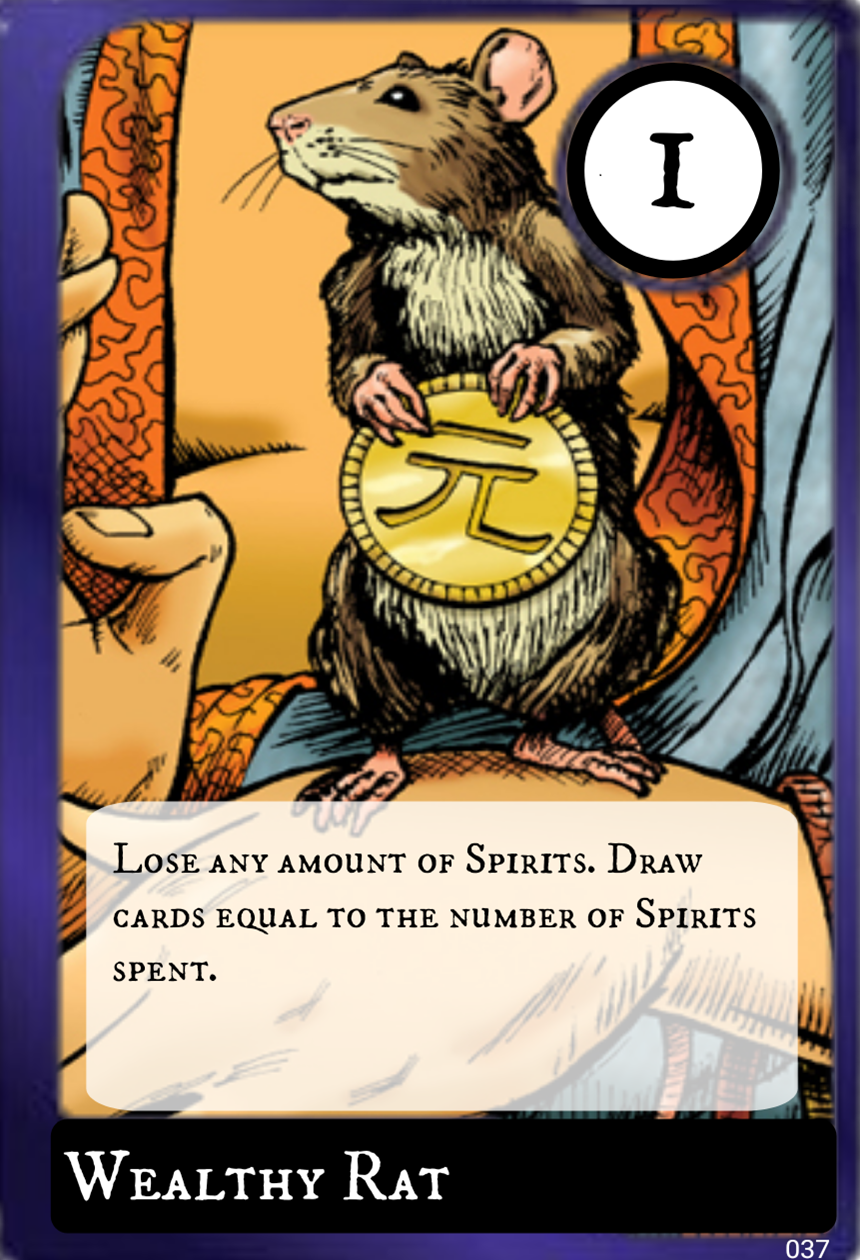 I
元
Lose any amount of Spirits. Draw
cards equal to the number of Spirits
spent.
Wealthy Rat
037